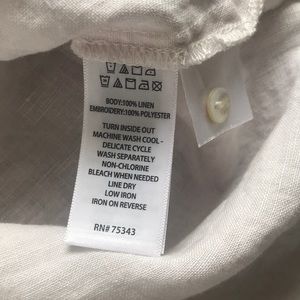 BODY:100% LINEN
EMBROIDERY:100% POLYESTER
TURN INSIDE OUT
MACHINE WASH COOL -
DELICATE CYCLE
WASH SEPARATELY
NON-CHLORINE
BLEACH WHEN NEEDED
LINE DRY
LOW IRON
IRON ON REVERSE
RN# 75343